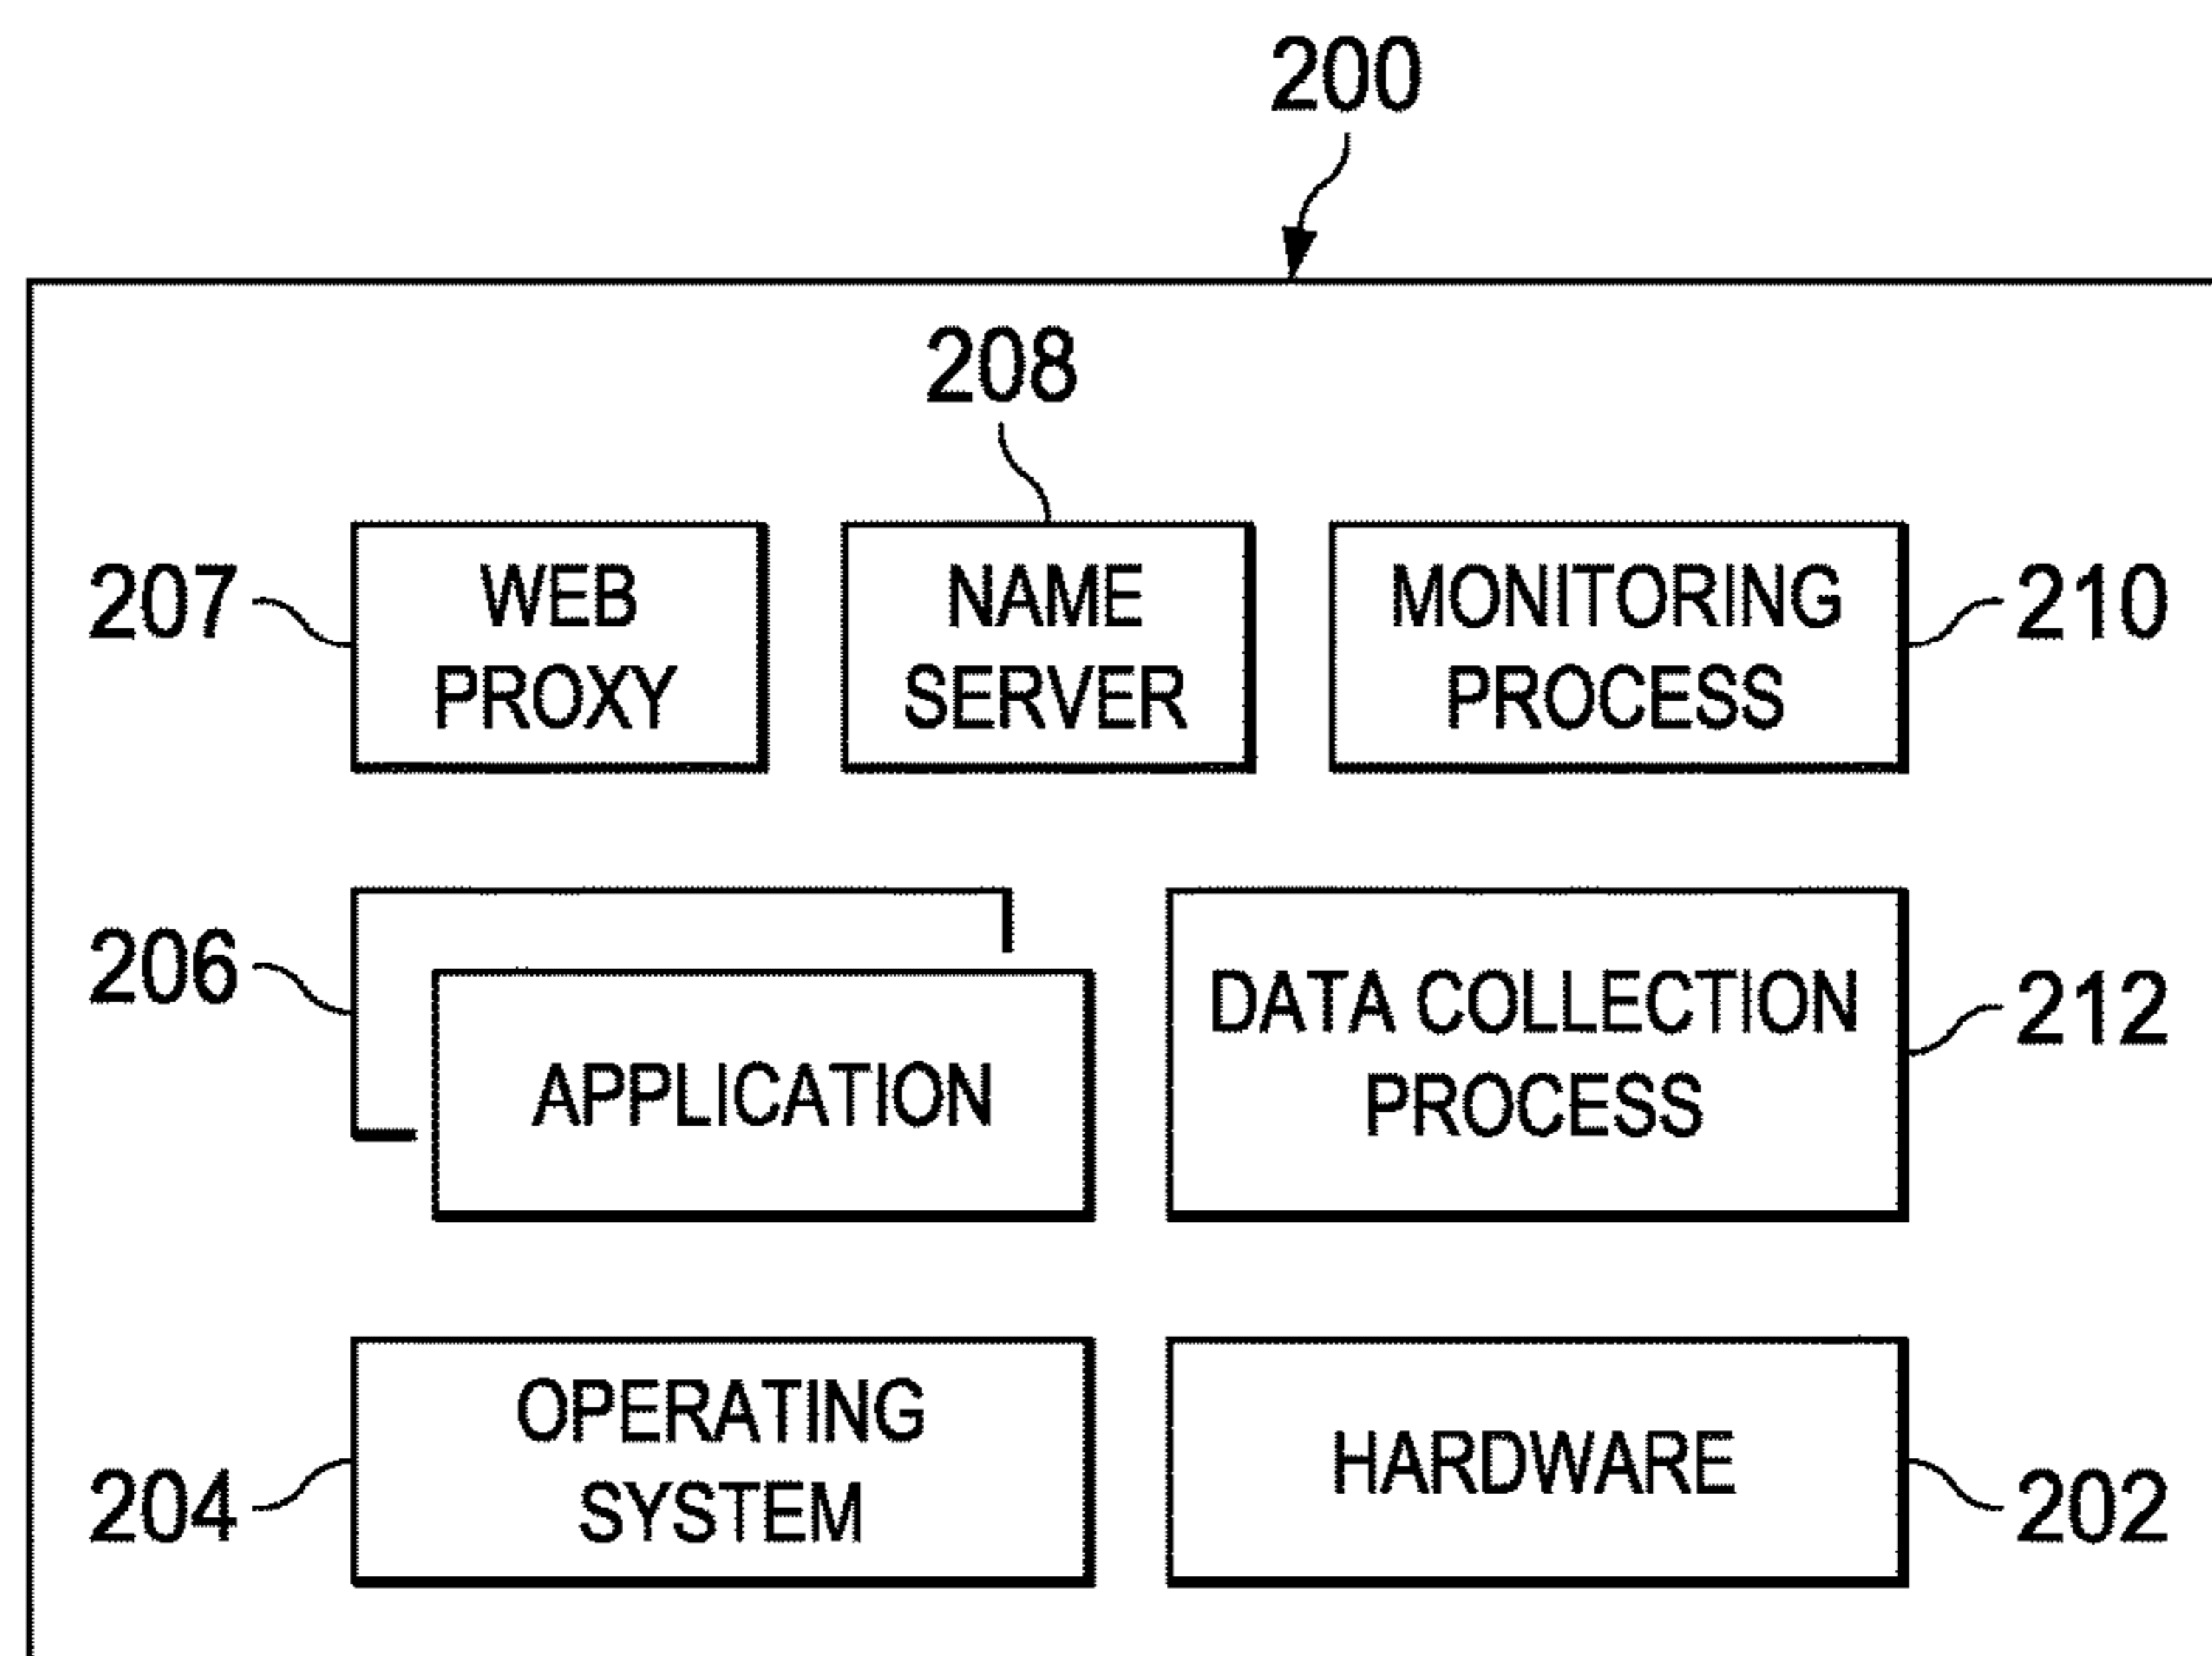 200
208
207
WEB
PROXY
NAME
SERVER
MONITORING
PROCESS
210
206
APPLICATION
DATA COLLECTION
PROCESS
212
204
OPERATING
SYSTEM
HARDWARE
202